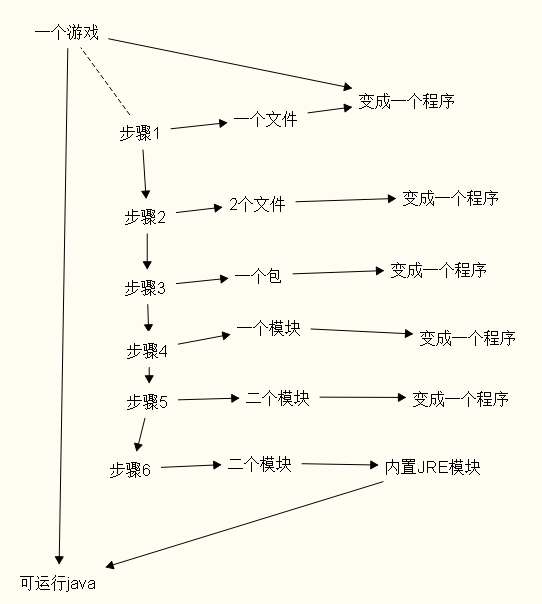 一个游戏
变成一个程序
步骤1
一个文件
步骤2
2个文件
变成一个程序
步骤3
一个包
变成一个程序
步骤4
一个模块
变成一个程序
步骤5
二个模块
变成一个程序
步骤6
二个模块
内置JRE模块
可运行java